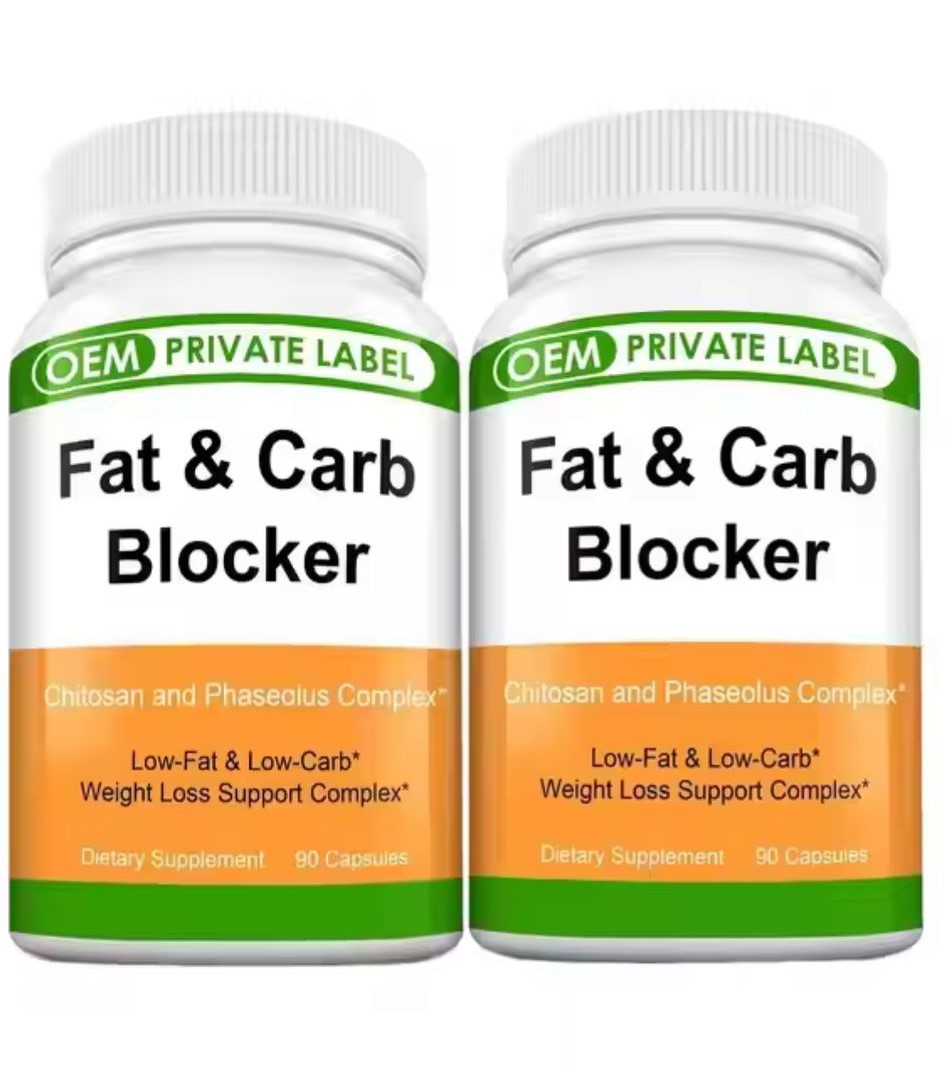 OEM PRIVATE LABEL
Fat & Carb
Blocker
Chitosan and Phaseolus Complex*
Low-Fat & Low-Carb*
Weight Loss Support Complex*
Dietary Supplement 90 Capsules
OEM PRIVATE LABEL
Fat & Carb
Blocker
Chitosan and Phaseolus Complex*
Low-Fat & Low-Carb*
Weight Loss Support Complex*
Dietary Supplement 90 Capsules